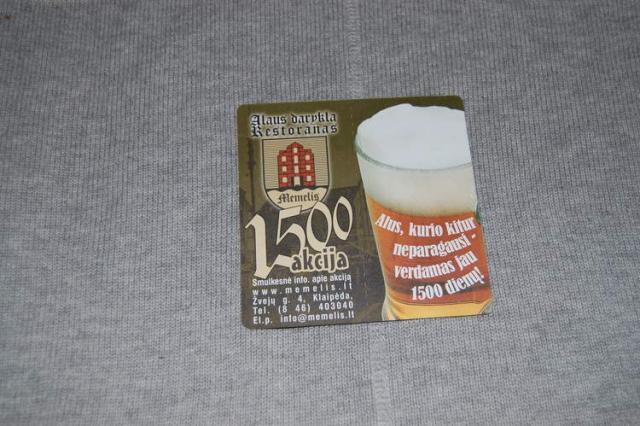 Alaus darykla
Restoranas
Memelis
1500
akcija
Smulkesnė info. apie akciją
www.memelis.lt
Žvejų g. 4, Klaipėda,
Tel. (8 46) 403040
El.p. info@memelis.lt
Alus, kurio kitur
neparagausi -
verdamas jau
1500 dienų!